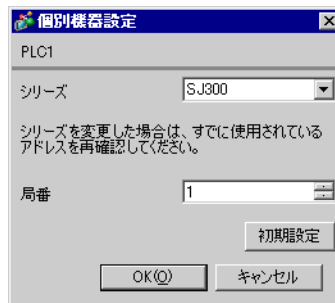 個別機器設定
PLC1
シリーズ
SJ300
シリーズを変更した場合は、すでに使用されている
アドレスを再確認してください。
局番
1
初期設定
OK(O)
キャンセル